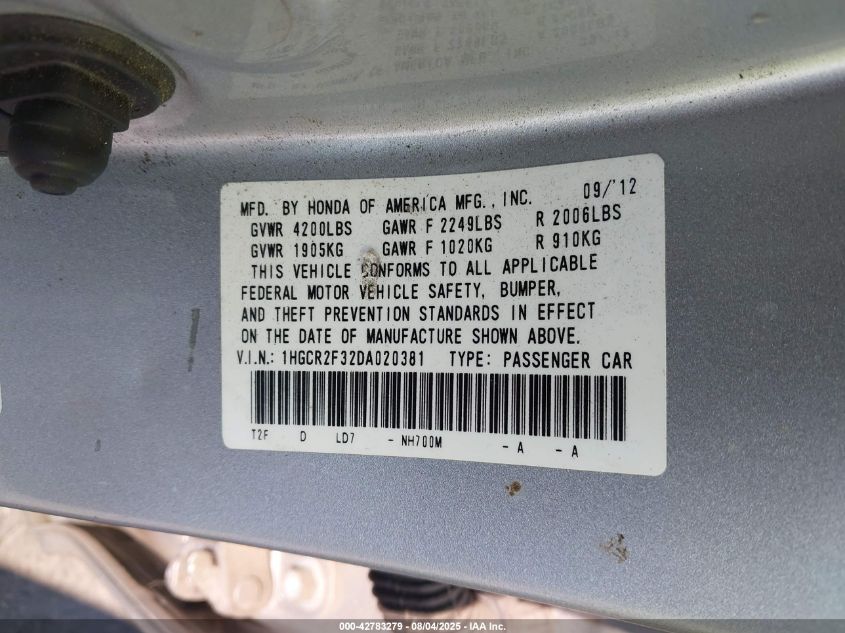 MFD. BY HONDA OF AMERICA MFG., INC. 09/'12
GVWR 4200LBS GAWR F 2249LBS R 2006LBS
GVWR 1905KG GAWR F 1020KG R 910KG
THIS VEHICLE CONFORMS TO ALL APPLICABLE
FEDERAL MOTOR VEHICLE SAFETY, BUMPER,
AND THEFT PREVENTION STANDARDS IN EFFECT
ON THE DATE OF MANUFACTURE SHOWN ABOVE.
V.I.N.: 1HGCR2F32DA020381 TYPE: PASSENGER CAR
T2F D LD7 - NH700M - A - A
000-42783279 - 08/04/2025 - IAA Inc.